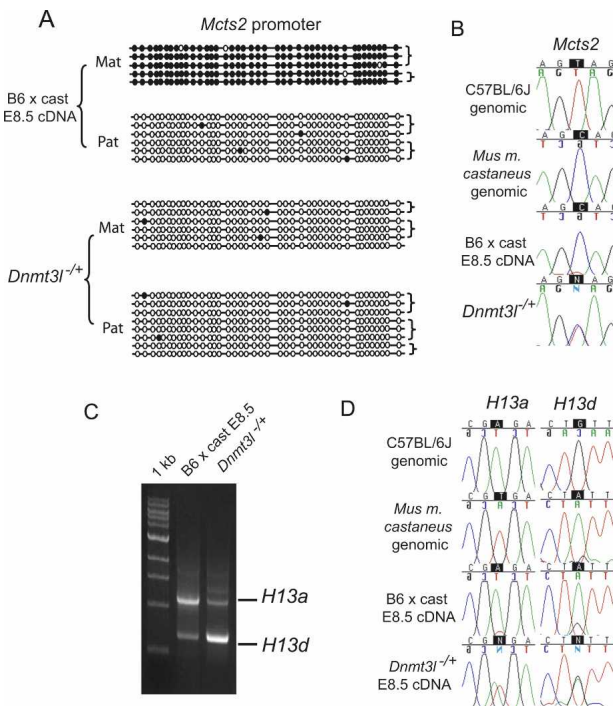 A
Mcts2 promoter
Mat
B6 x cast
E8.5 cDNA
Pat
Mat
Dnmt3l -/+
Pat
B
Mcts2
A G T A G
C57BL/6J
genomic
A G C A G
Mus m.
castaneus
genomic
A G C A G
B6 x cast
E8.5 cDNA
A G N A G
Dnmt3l -/+
C
1 kb
B6 x cast E8.5
Dnmt3l -/+
H13a
H13d
D
H13a
H13d
C G A G A
C T G T T
C57BL/6J
genomic
C G T G A
C T A T T
Mus m.
castaneus
genomic
C G A G A
C T A T T
B6 x cast
E8.5 cDNA
C G N G A
C T N T T
Dnmt3l -/+
E8.5 cDNA